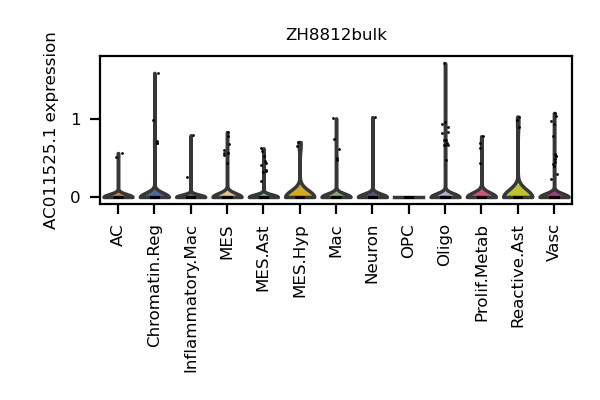 ZH8812bulk
AC011525.1 expression
1
0
AC
Chromatin.Reg
Inflammatory.Mac
MES
MES.Ast
MES.Hyp
Mac
Neuron
OPC
Oligo
Prolif.Metab
Reactive.Ast
Vasc